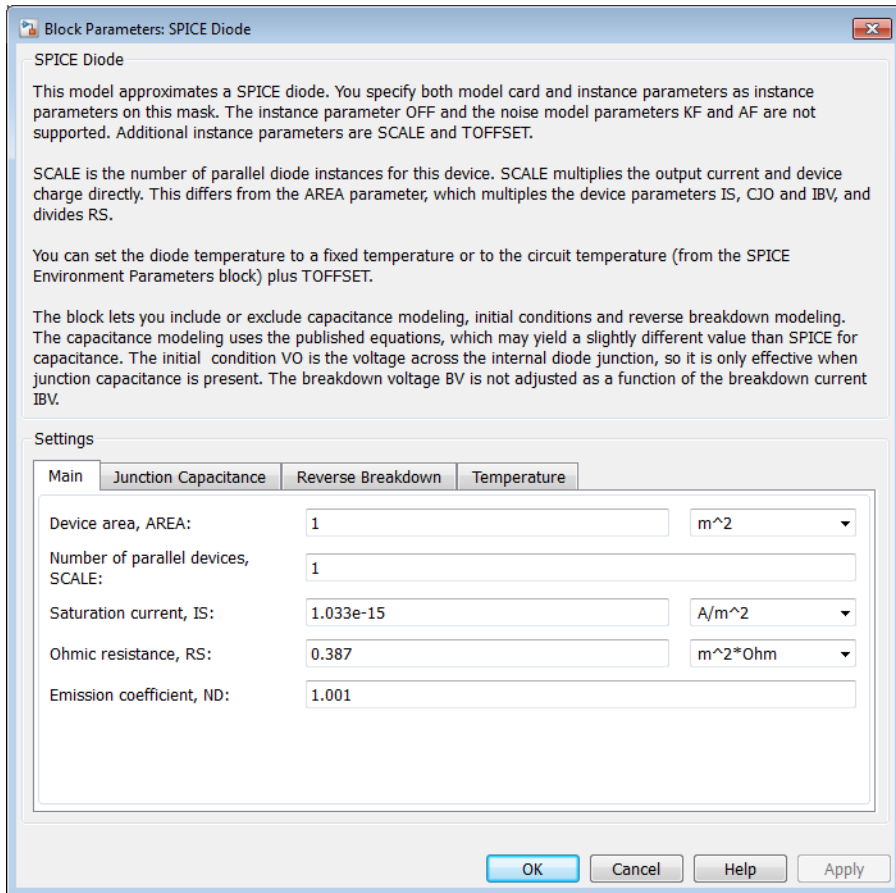 Block Parameters: SPICE Diode
SPICE Diode
This model approximates a SPICE diode. You specify both model card and instance parameters as instance
parameters on this mask. The instance parameter OFF and the noise model parameters KF and AF are not
supported. Additional instance parameters are SCALE and TOFFSET.
SCALE is the number of parallel diode instances for this device. SCALE multiplies the output current and device
charge directly. This differs from the AREA parameter, which multiples the device parameters IS, CJO and IBV, and
divides RS.
You can set the diode temperature to a fixed temperature or to the circuit temperature (from the SPICE
Environment Parameters block) plus TOFFSET.
The block lets you include or exclude capacitance modeling, initial conditions and reverse breakdown modeling.
The capacitance modeling uses the published equations, which may yield a slightly different value than SPICE for
capacitance. The initial  condition VO is the voltage across the internal diode junction, so it is only effective when
junction capacitance is present. The breakdown voltage BV is not adjusted as a function of the breakdown current
IBV.
Settings
Main Junction Capacitance Reverse Breakdown Temperature
Device area, AREA: 1 m^2
Number of parallel devices,
SCALE: 1
Saturation current, IS: 1.033e-15 A/m^2
Ohmic resistance, RS: 0.387 m^2*Ohm
Emission coefficient, ND: 1.001
OK Cancel Help Apply